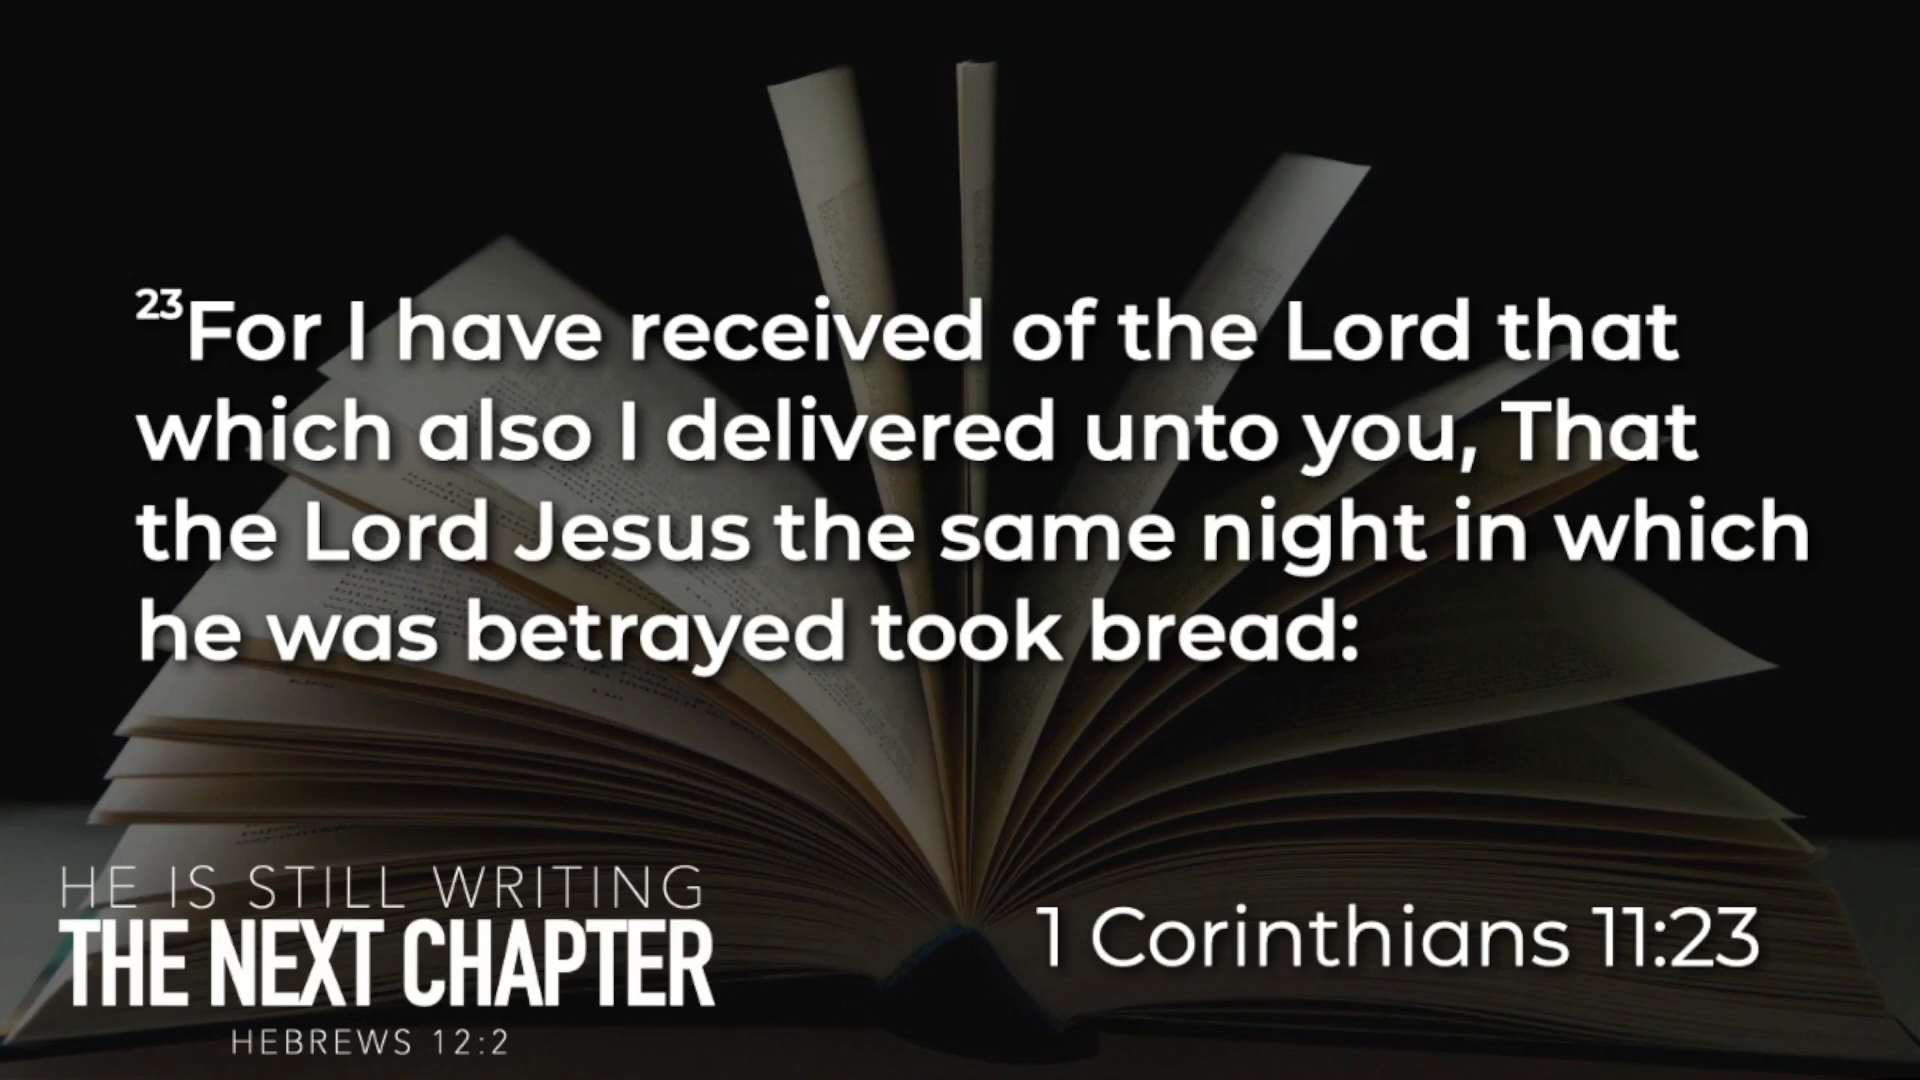 23For I have received of the Lord that
which also I delivered unto you, That
the Lord Jesus the same night in which
he was betrayed took bread:
HE IS STILL WRITING
THE NEXT CHAPTER
HEBREWS 12:2
1 Corinthians 11:23